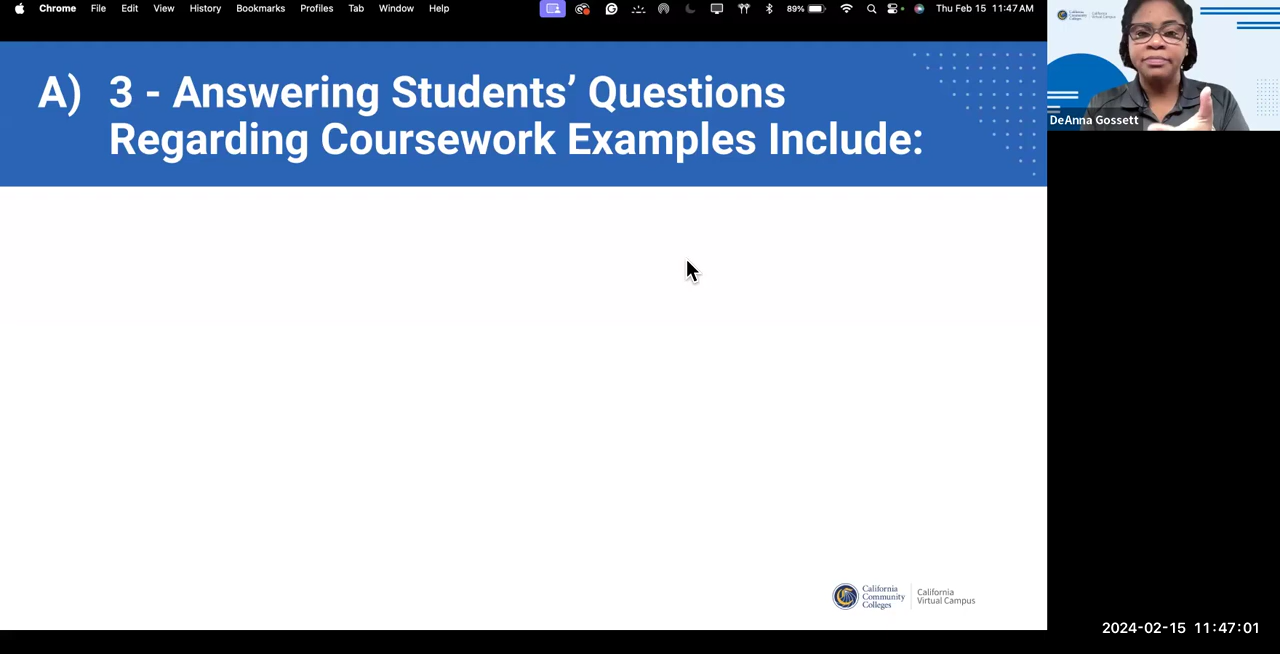 Chrome File Edit View History Bookmarks Profiles Tab Window Help 89% Thu Feb 15 11:47 AM
A) 3 - Answering Students’ Questions
Regarding Coursework Examples Include:
DeAnna Gossett
California
Community
Colleges
California
Virtual Campus
2024-02-15 11:47:01